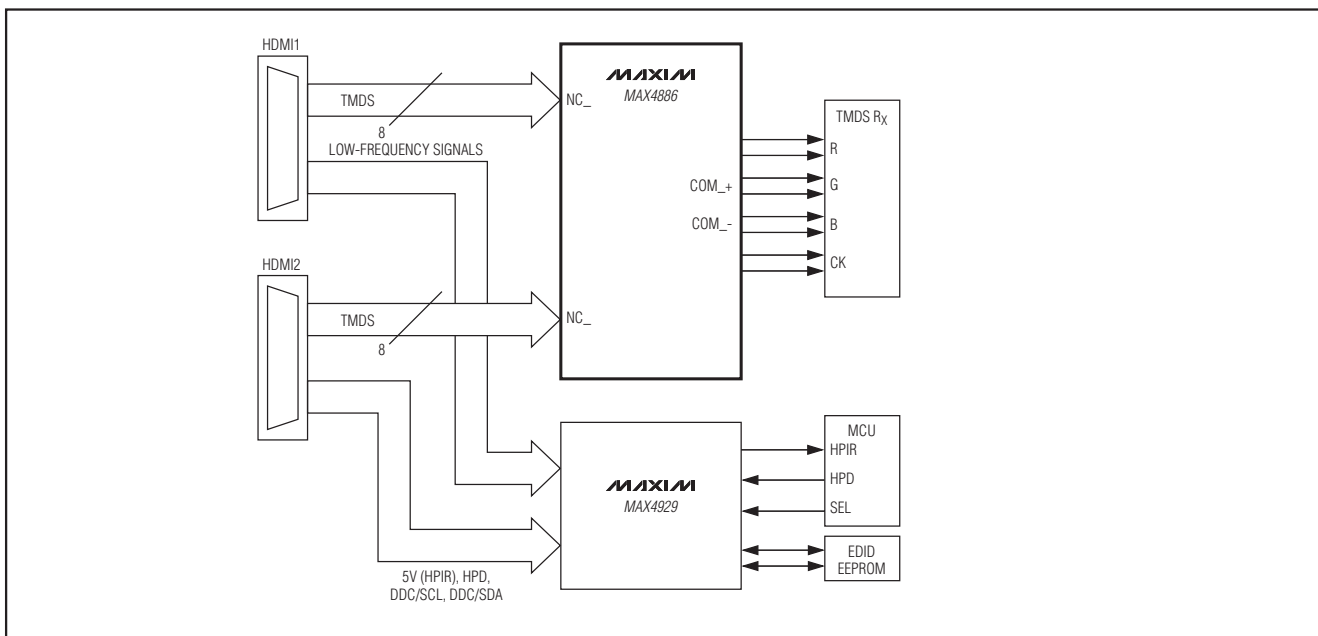 HDMI1
TMDS
8
LOW-FREQUENCY SIGNALS
MAXIM
MAX4886
NC_
COM_+
COM_-
NC_
TMDS RX
R
G
B
CK
HDMI2
TMDS
8
5V (HPIR), HPD,
DDC/SCL, DDC/SDA
MAXIM
MAX4929
MCU
HPIR
HPD
SEL
EDID
EEPROM